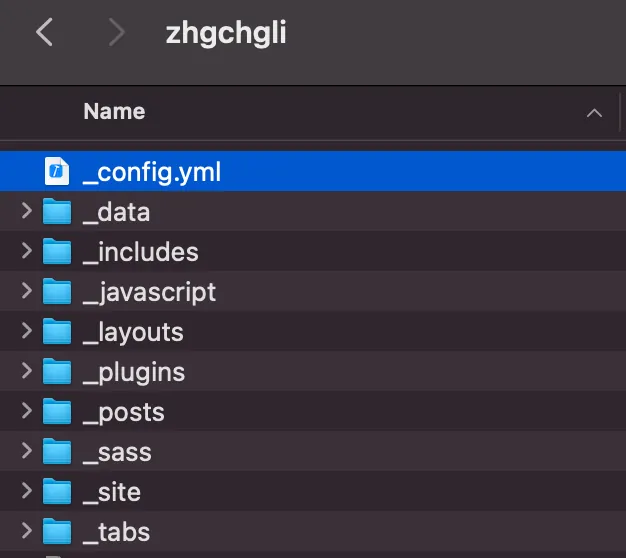 zhgchgli
Name
_config.yml
_data
_includes
_javascript
_layouts
_plugins
_posts
_sass
_site
_tabs